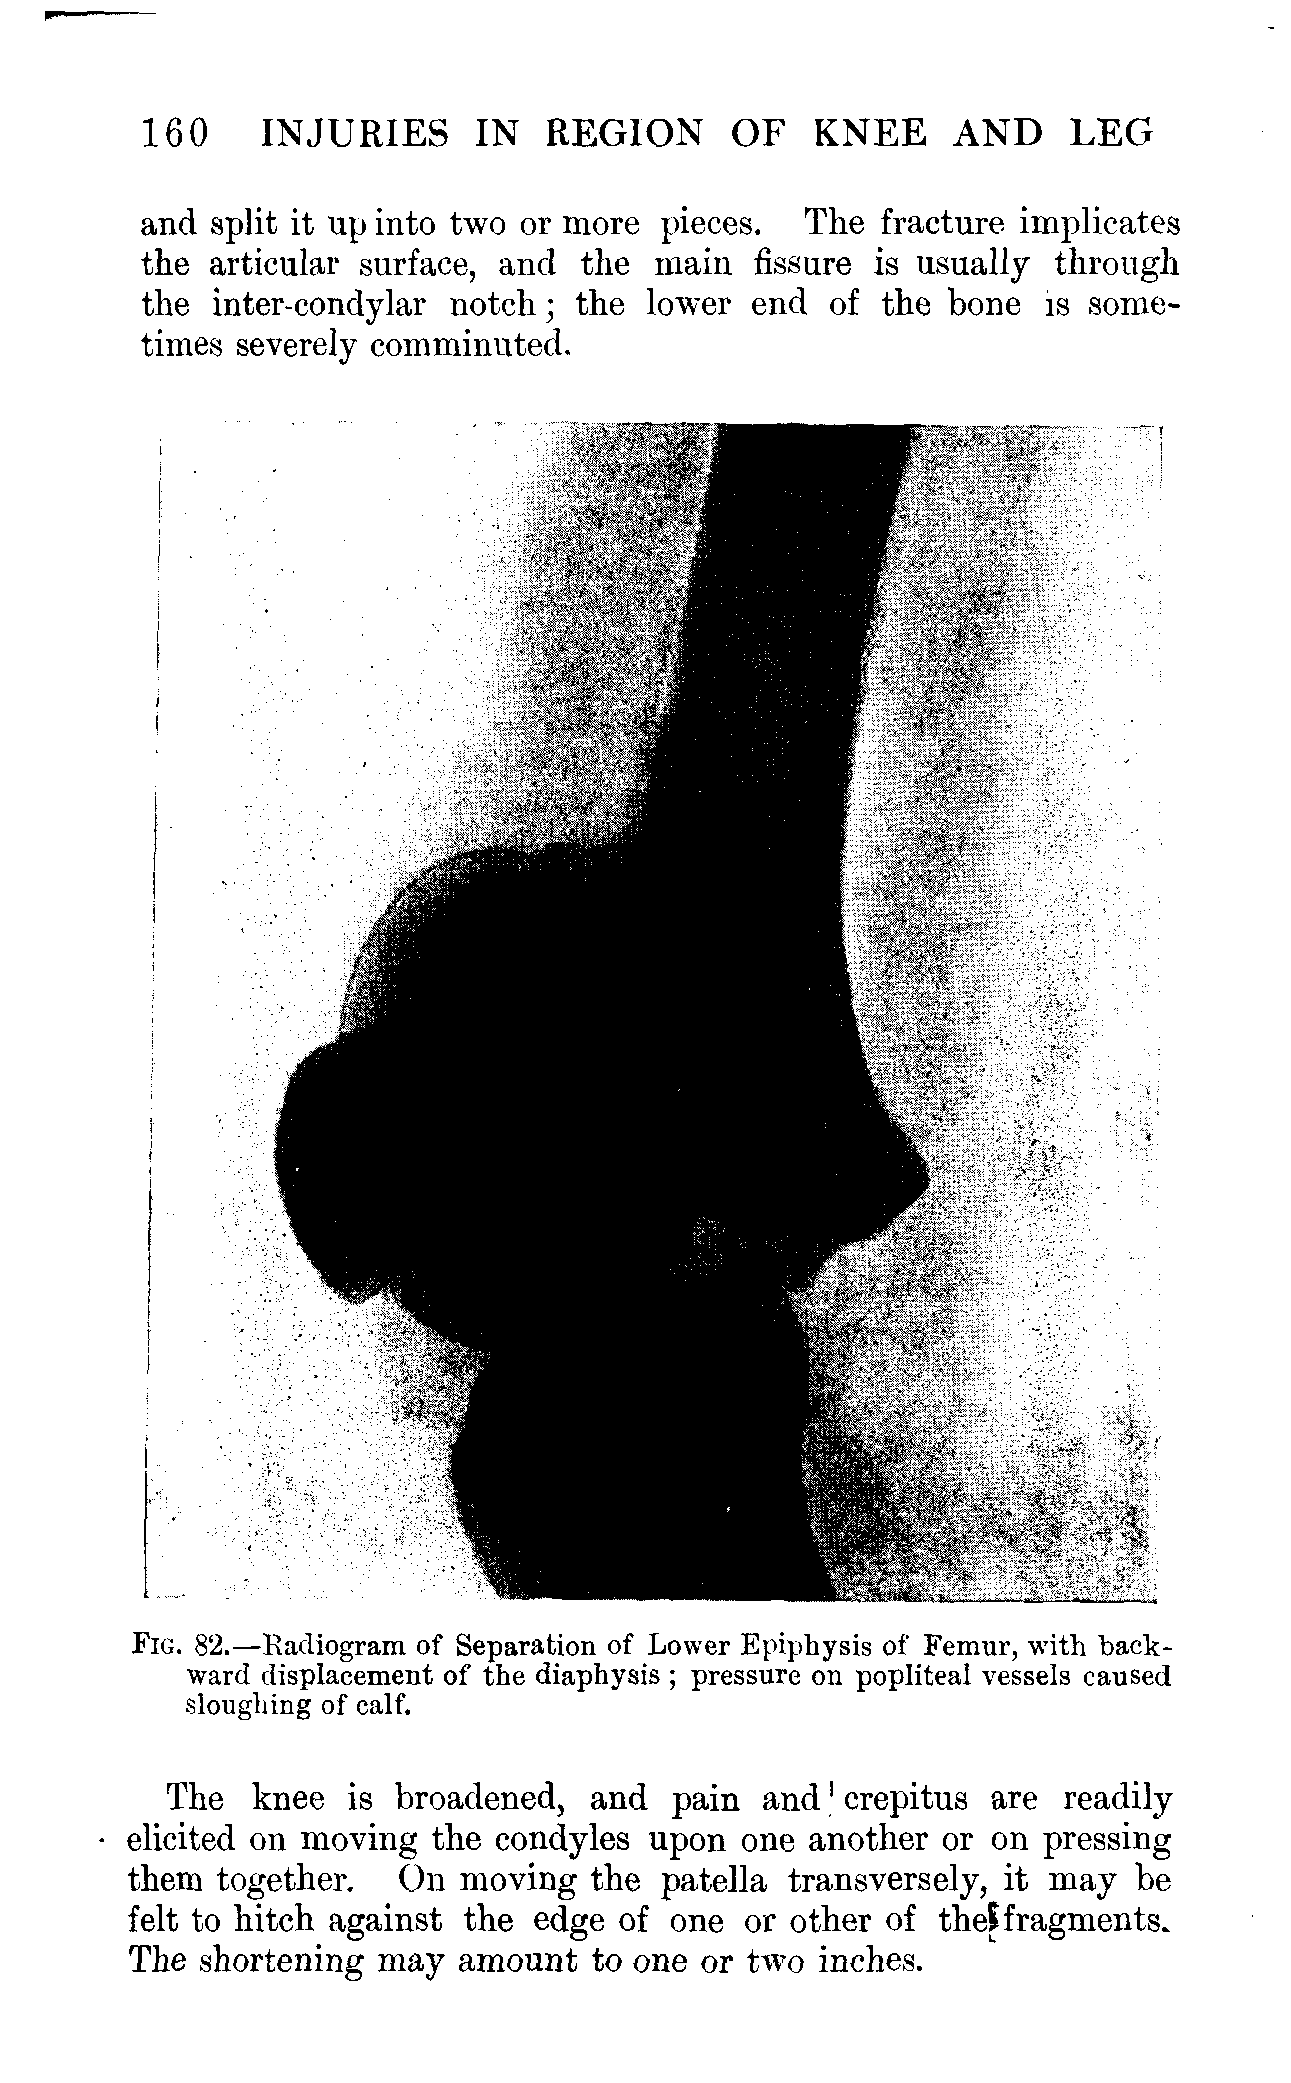 160 INJURIES IN REGION OF KNEE AND LEG
and split it up into two or more pieces. The fracture implicates
the articular surface, and the main fissure is usually through
the inter-condylar notch; the lower end of the bone is some-
times severely comminuted.
FIG. 82.—Radiogram of Separation of Lower Epiphysis of Femur, with back-
ward displacement of the diaphysis; pressure on popliteal vessels caused
sloughing of calf.
The knee is broadened, and pain and crepitus are readily
elicited on moving the condyles upon one another or on pressing
them together. On moving the patella transversely, it may be
felt to hitch against the edge of one or other of the fragments.
The shortening may amount to one or two inches.